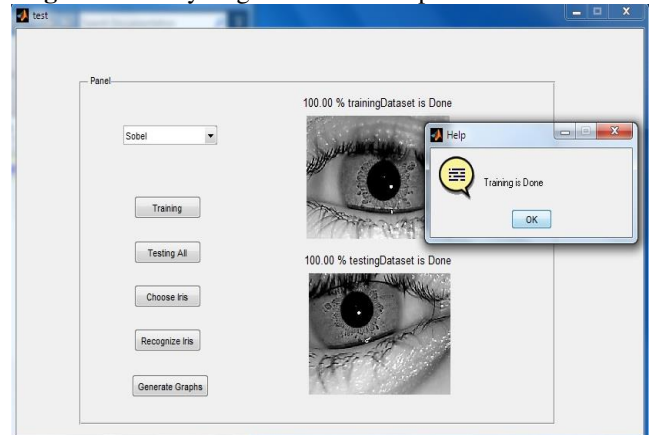 test
Panel
100.00 % trainingDataset is Done
Sobel
Help
Training is Done
OK
Training
Testing All
100.00 % testingDataset is Done
Choose Iris
Recognize Iris
Generate Graphs